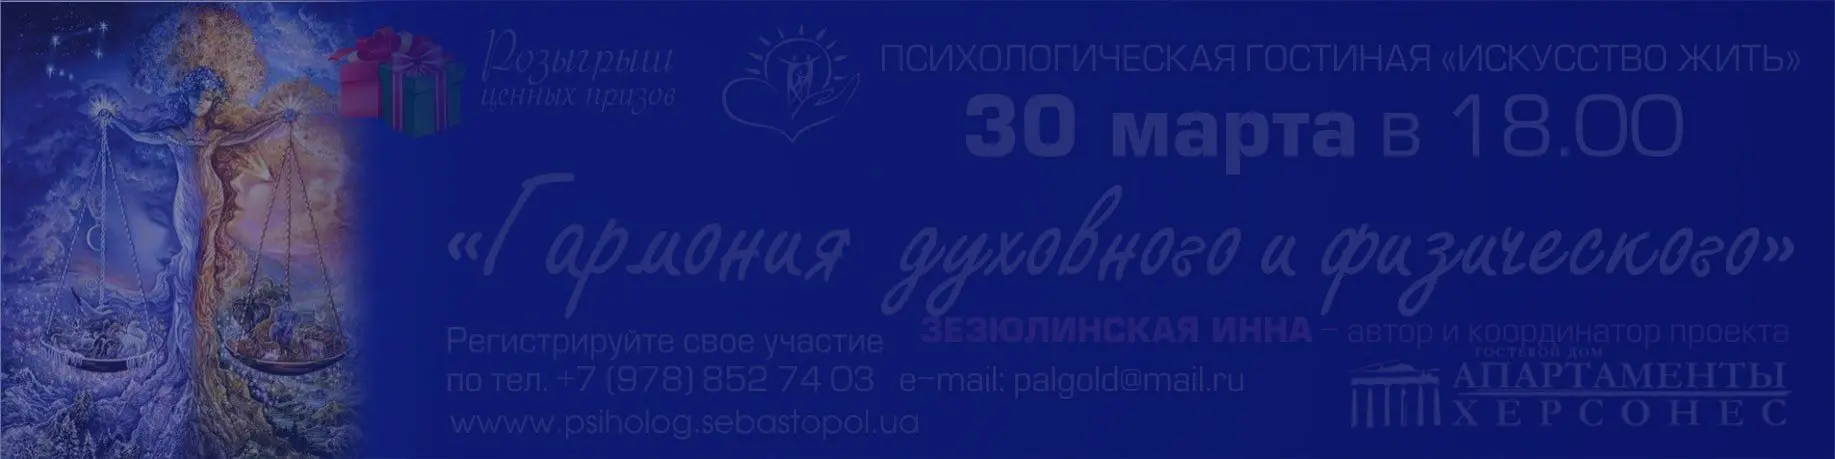 Розыгрыш
ценных призов
ПСИХОЛОГИЧЕСКАЯ ГОСТИНАЯ «ИСКУССТВО ЖИТЬ»
30 марта в 18.00
«Гармония духовного и физического»
ЗЕЗЮЛИНСКАЯ ИННА – автор и координатор проекта
Регистрируйте свое участие
по тел. +7 (978) 852 74 03 e-mail: palgold@mail.ru
www.psiholog.sebastopol.ua
ГОСТЕВОЙ ДОМ
АПАРТАМЕНТЫ
ХЕРСОНЕС